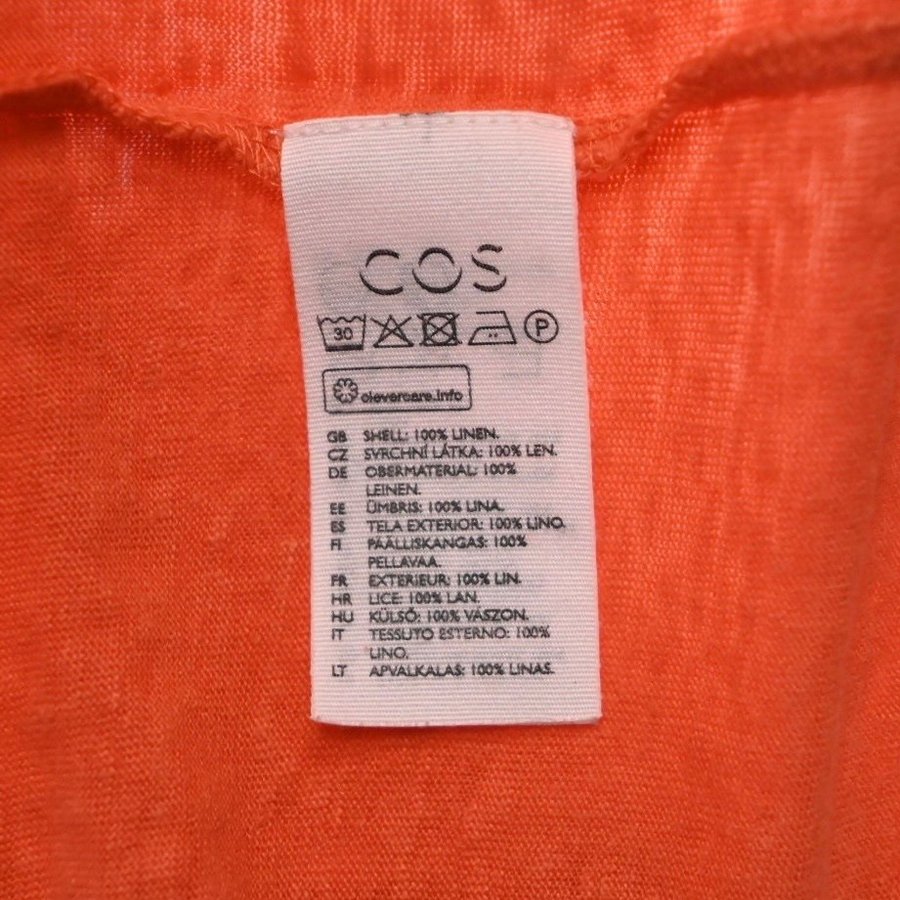 COS
30 P
clevercare.info
GB SHELL: 100% LINEN.
CZ SVRCHNÍ LÁTKA: 100% LEN.
DE OBERMATERIAL: 100%
LEINEN.
EE ÜMBRIS: 100% LINA.
ES TELA EXTERIOR: 100% LINO.
FI PÄÄLLISKANGAS: 100%
PELLAVAA.
FR EXTERIEUR: 100% LIN.
HR LICE: 100% LAN.
HU KÜLSŐ: 100% VÁSZON.
IT TESSUTO ESTERNO: 100%
LINO.
LT APVALKALAS: 100% LINAS.